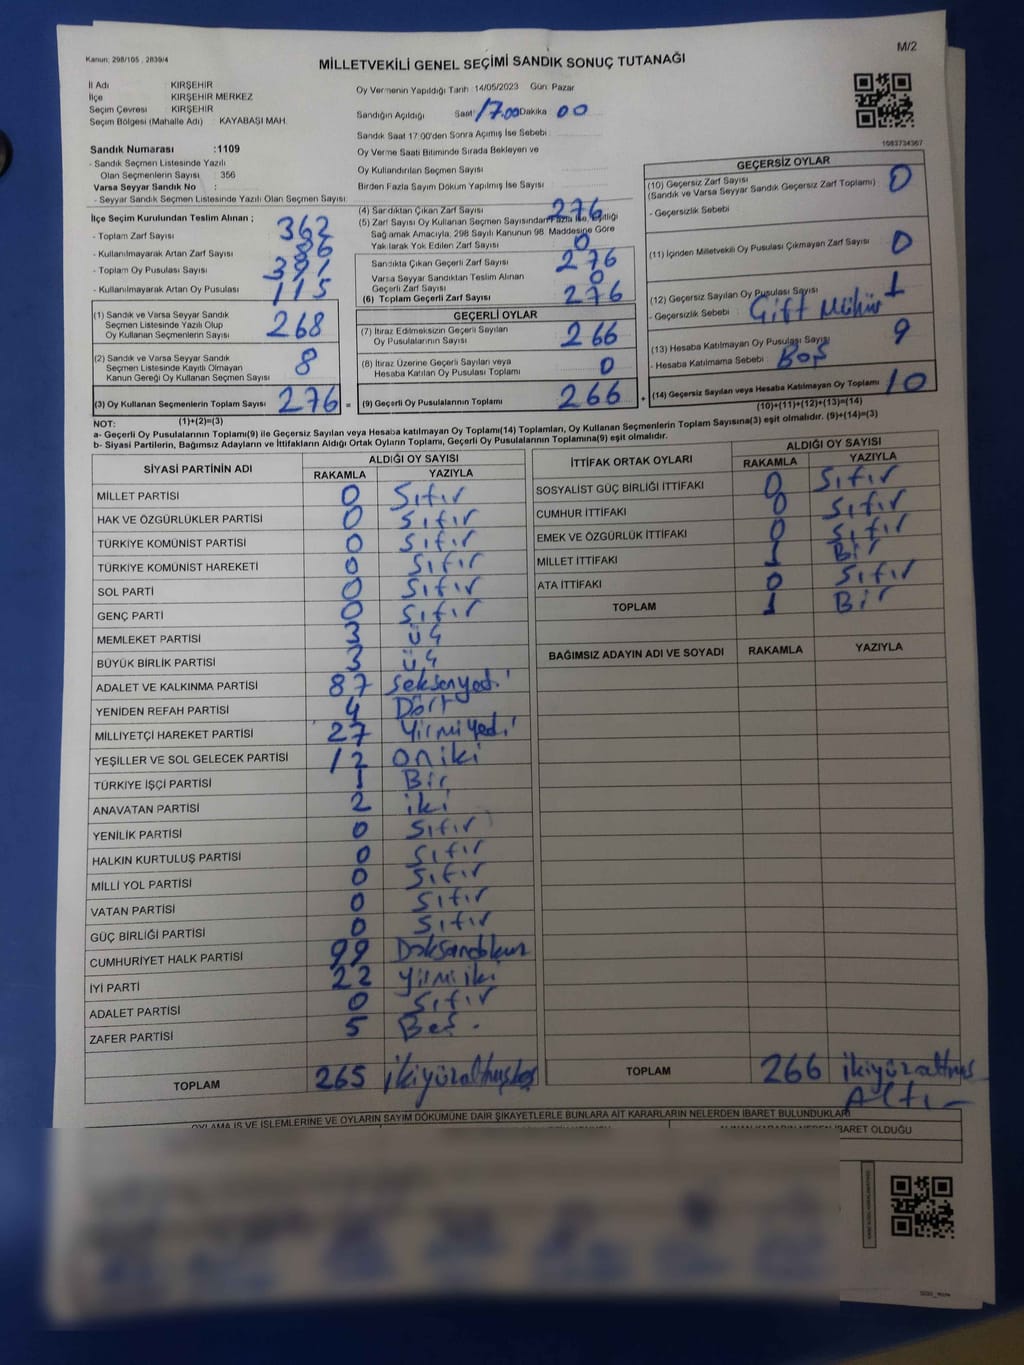 M/2
Kanun; 298/105 , 2839/4
MİLLETVEKİLİ GENEL SEÇİMİ SANDIK SONUÇ TUTANAĞI
İl Adı KIRŞEHİR
İlçe KIRŞEHİR MERKEZ
Seçim Çevresi KIRŞEHİR
Seçim Bölgesi (Mahalle Adı) KAYABAŞI MAH.
Sandık Numarası :1109
- Sandık Seçmen Listesinde Yazılı
Olan Seçmenlerin Sayısı : 356
Varsa Seyyar Sandık No :
- Seyyar Sandık Seçmen Listesinde Yazılı Olan Seçmen Sayısı
Oy Vermenin Yapıldığı Tarih : 14/05/2023 Gün: Pazar
Sandığın Açıldığı Saat 17.00 Dakika 00
Sandık Saat 17:00'den Sonra Açımış İse Sebebi
Oy Verme Saati Bitiminde Sırada Bekleyen ve
Oy Kullandırılan Seçmen Sayısı
Birden Fazla Sayım Döküm Yapılmış İse Sayısı
1083734367
İlçe Seçim Kurulundan Teslim Alınan ;
- Toplam Zarf Sayısı 362
- Kullanılmayarak Artan Zarf Sayısı 86
- Toplam Oy Pusulası Sayısı 391
- Kullanılmayarak Artan Oy Pusulası 115
(1) Sandık ve Varsa Seyyar Sandık
Seçmen Listesinde Yazılı Olup
Oy Kullanan Seçmenlerin Sayısı 268
(2) Sandık ve Varsa Seyyar Sandık
Seçmen Listesinde Kayıtlı Olmayan
Kanun Gereği Oy Kullanan Seçmen Sayısı 8
(3) Oy Kullanan Seçmenlerin Toplam Sayısı 276 =
(1)+(2)=(3)
(4) Sandıktan Çıkan Zarf Sayısı 276
(5) Zarf Sayısı Oy Kullanan Seçmen Sayısından Fazla İse, Eşitliği
Sağlamak Amacıyla, 298 Sayılı Kanunun 98. Maddesine Göre
Yakılarak Yok Edilen Zarf Sayısı 0
Sandıkta Çıkan Geçerli Zarf Sayısı 276
Varsa Seyyar Sandıktan Teslim Alınan
Geçerli Zarf Sayısı 0
(6) Toplam Geçerli Zarf Sayısı 276
GEÇERLİ OYLAR
(7) İtiraz Edilmeksizin Geçerli Sayılan
Oy Pusulalarının Sayısı 266
(8) İtiraz Üzerine Geçerli Sayılan veya
Hesaba Katılan Oy Pusulası Toplamı 0
(9) Geçerli Oy Pusulalarının Toplamı 266 +
GEÇERSİZ OYLAR
(10) Geçersiz Zarf Sayısı 0
(Sandık ve Varsa Seyyar Sandık Geçersiz Zarf Toplamı)
- Geçersizlik Sebebi :
(11) İçinden Milletvekili Oy Pusulası Çıkmayan Zarf Sayısı 0
(12) Geçersiz Sayılan Oy Pusulası Sayısı 1
- Geçersizlik Sebebi : Çift Mühür
(13) Hesaba Katılmayan Oy Pusulası Sayısı 9
- Hesaba Katılmama Sebebi : Boş
(14) Geçersiz Sayılan veya Hesaba Katılmayan Oy Toplamı 10
(10)+(11)+(12)+(13)=(14)
NOT:
a- Geçerli Oy Pusulalarının Toplamı(9) ile Geçersiz Sayılan veya Hesaba katılmayan Oy Toplamı(14) Toplamları, Oy Kullanan Seçmenlerin Toplam Sayısına(3) eşit olmalıdır. (9)+(14)=(3)
b- Siyasi Partilerin, Bağımsız Adayların ve İttifakların Aldığı Ortak Oyların Toplamı, Geçerli Oy Pusulalarının Toplamına(9) eşit olmalıdır.
SİYASİ PARTİNİN ADI ALDIĞI OY SAYISI
RAKAMLA YAZIYLA
MİLLET PARTİSİ 0 Sıfır
HAK VE ÖZGÜRLÜKLER PARTİSİ 0 Sıfır
TÜRKİYE KOMÜNİST PARTİSİ 0 Sıfır
TÜRKİYE KOMÜNİST HAREKETİ 0 Sıfır
SOL PARTİ 0 Sıfır
GENÇ PARTİ 0 Sıfır
MEMLEKET PARTİSİ 3 üç
BÜYÜK BİRLİK PARTİSİ 3 üç
ADALET VE KALKINMA PARTİSİ 87 Seksenyedi
YENİDEN REFAH PARTİSİ 4 Dört
MİLLİYETÇİ HAREKET PARTİSİ 27 Yirmiyedi
YEŞİLLER VE SOL GELECEK PARTİSİ 12 oniki
TÜRKİYE İŞÇİ PARTİSİ 1 Bir
ANAVATAN PARTİSİ 2 iki
YENİLİK PARTİSİ 0 Sıfır
HALKIN KURTULUŞ PARTİSİ 0 Sıfır
MİLLİ YOL PARTİSİ 0 Sıfır
VATAN PARTİSİ 0 Sıfır
GÜÇ BİRLİĞİ PARTİSİ 0 Sıfır
CUMHURİYET HALK PARTİSİ 99 Doksandokuz
İYİ PARTİ 22 yirmiiki
ADALET PARTİSİ 0 Sıfır
ZAFER PARTİSİ 5 Beş.
TOPLAM 265 ikiyüzaltmışbeş
İTTİFAK ORTAK OYLARI ALDIĞI OY SAYISI
RAKAMLA YAZIYLA
SOSYALİST GÜÇ BİRLİĞİ İTTİFAKI 0 Sıfır
CUMHUR İTTİFAKI 0 Sıfır
EMEK VE ÖZGÜRLÜK İTTİFAKI 0 Sıfır
MİLLET İTTİFAKI 1 Bir
ATA İTTİFAKI 0 Sıfır
TOPLAM 1 Bir
BAĞIMSIZ ADAYIN ADI VE SOYADI RAKAMLA YAZIYLA
TOPLAM 266 ikiyüzaltmış
Altı
OYLAMA İŞ VE İŞLEMLERİNE VE OYLARIN SAYIM DÖKÜMÜNE DAİR ŞİKAYETLERLE BUNLARA AİT KARARLARIN NELERDEN İBARET BULUNDUKLARI
İBARET OLDUĞU